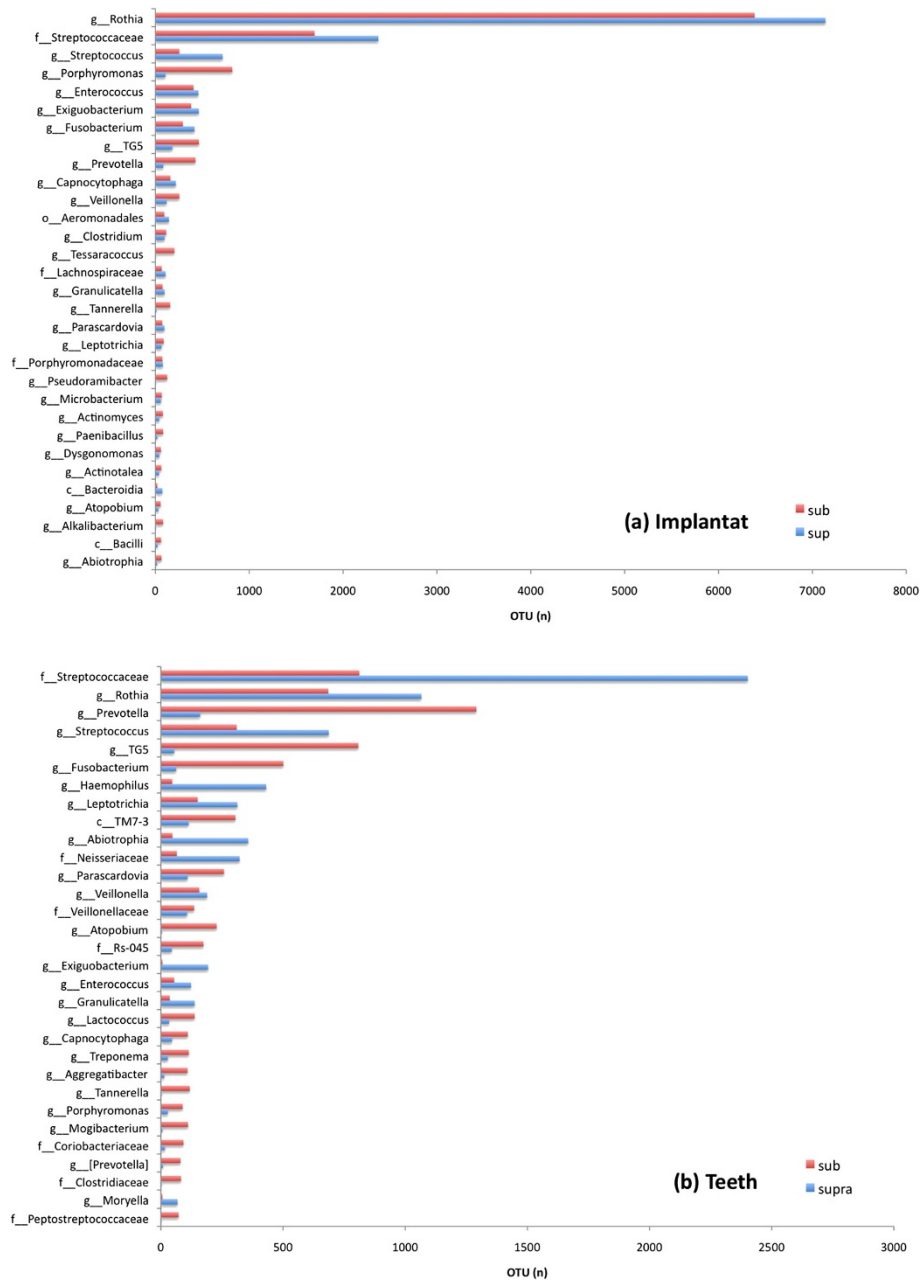 g__Rothia
f__Streptococcaceae
g__Streptococcus
g__Porphyromonas
g__Enterococcus
g__Exiguobacterium
g__Fusobacterium
g__TG5
g__Prevotella
g__Capnocytophaga
g__Veillonella
o__Aeromonadales
g__Clostridium
g__Tessaracoccus
f__Lachnospiraceae
g__Granulicatella
g__Tannerella
g__Parascardovia
g__Leptotrichia
f__Porphyromonadaceae
g__Pseudoramibacter
g__Microbacterium
g__Actinomyces
g__Paenibacillus
g__Dysgonomonas
g__Actinotalea
c__Bacteroidia
g__Atopobium
g__Alkalibacterium
c__Bacilli
g__Abiotrophia
(a) Implantat
sub
sup
0 1000 2000 3000 4000 5000 6000 7000 8000
OTU (n)
f__Streptococcaceae
g__Rothia
g__Prevotella
g__Streptococcus
g__TG5
g__Fusobacterium
g__Haemophilus
g__Leptotrichia
c__TM7-3
g__Abiotrophia
f__Neisseriaceae
g__Parascardovia
g__Veillonella
f__Veillonellaceae
g__Atopobium
f__Rs-045
g__Exiguobacterium
g__Enterococcus
g__Granulicatella
g__Lactococcus
g__Capnocytophaga
g__Treponema
g__Aggregatibacter
g__Tannerella
g__Porphyromonas
g__Mogibacterium
f__Coriobacteriaceae
g__[Prevotella]
f__Clostridiaceae
g__Moryella
f__Peptostreptococcaceae
(b) Teeth
sub
supra
0 500 1000 1500 2000 2500 3000
OTU (n)